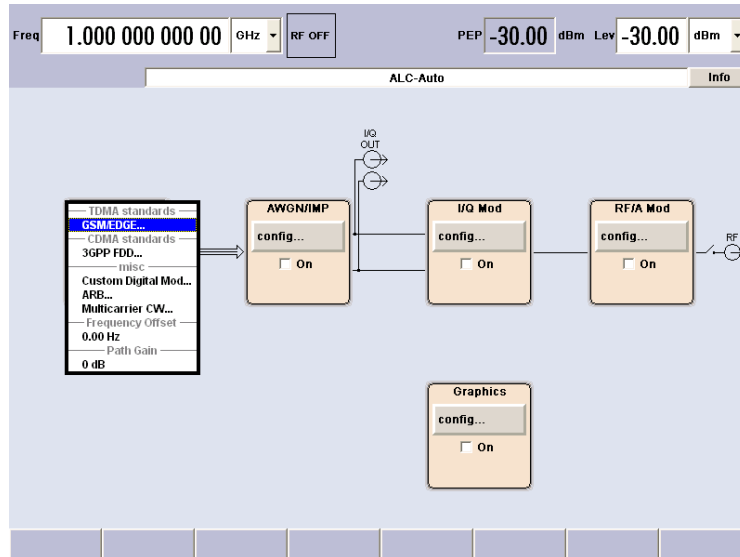 Freq 1.000 000 000 00 GHz RF OFF PEP -30.00 dBm Lev -30.00 dBm
ALC-Auto Info
I/Q
OUT
TDMA standards
GSM/EDGE...
CDMA standards
3GPP FDD...
misc
Custom Digital Mod...
ARB...
Multicarrier CW...
Frequency Offset
0.00 Hz
Path Gain
0 dB
AWGN/IMP
config...
On
I/Q Mod
config...
On
RF/A Mod
config...
On
RF
Graphics
config...
On